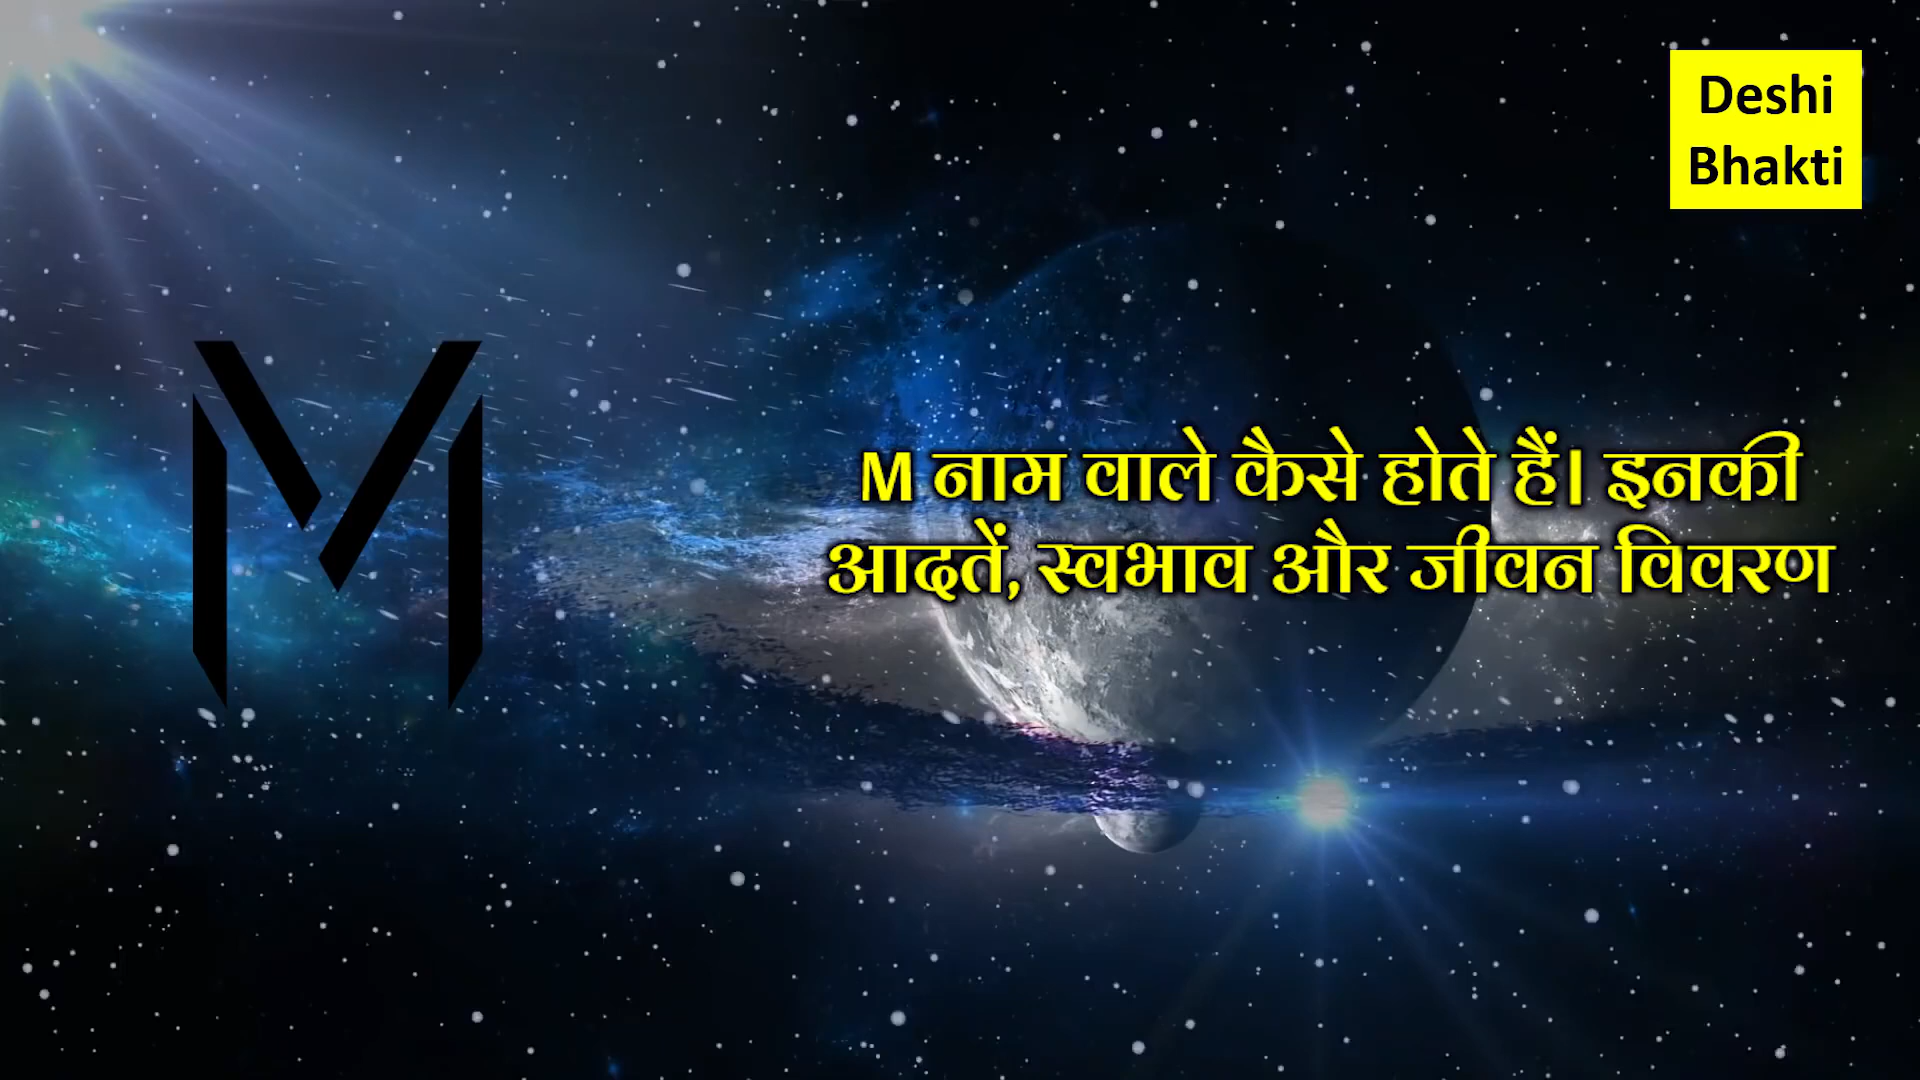 Deshi
Bhakti
M
M नाम वाले कैसे होते हैं। इनकी
आदतें, स्वभाव और जीवन विवरण